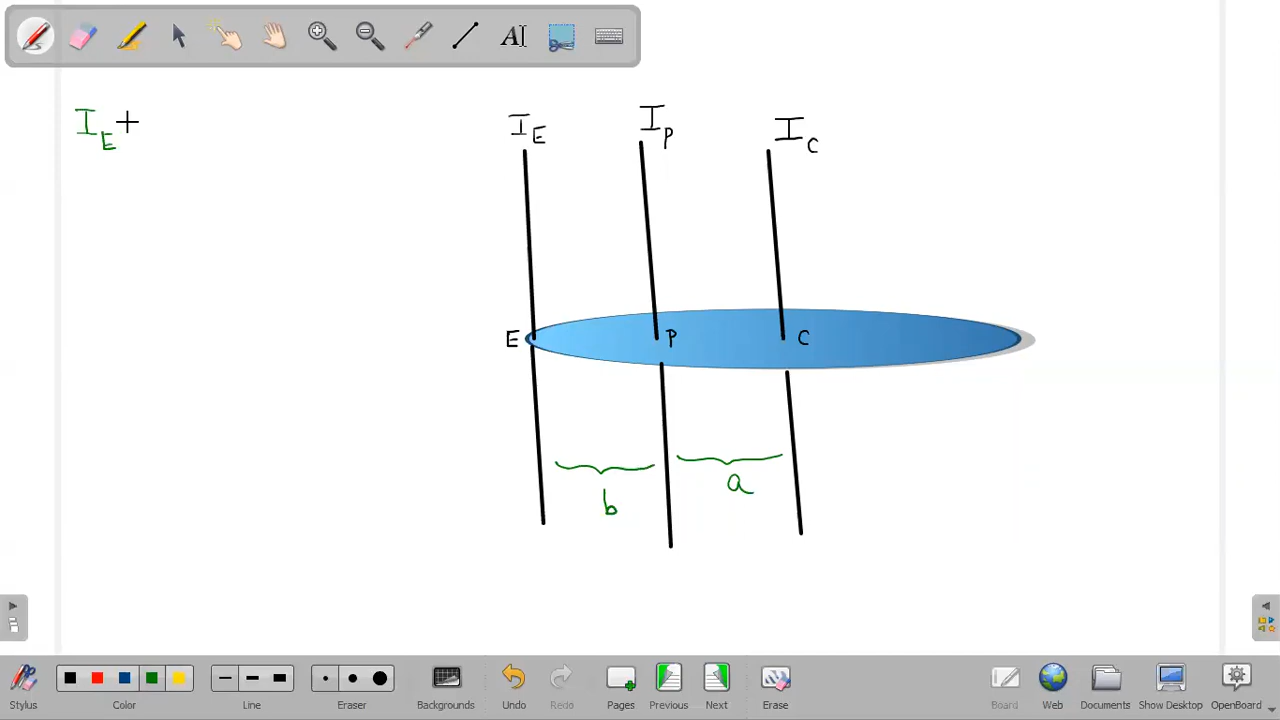 AI
I_E +
I_E I_P I_C
E P C
b a
Stylus Color Line Eraser Backgrounds Undo Redo Pages Previous Next Erase Board Web Documents Show Desktop OpenBoard